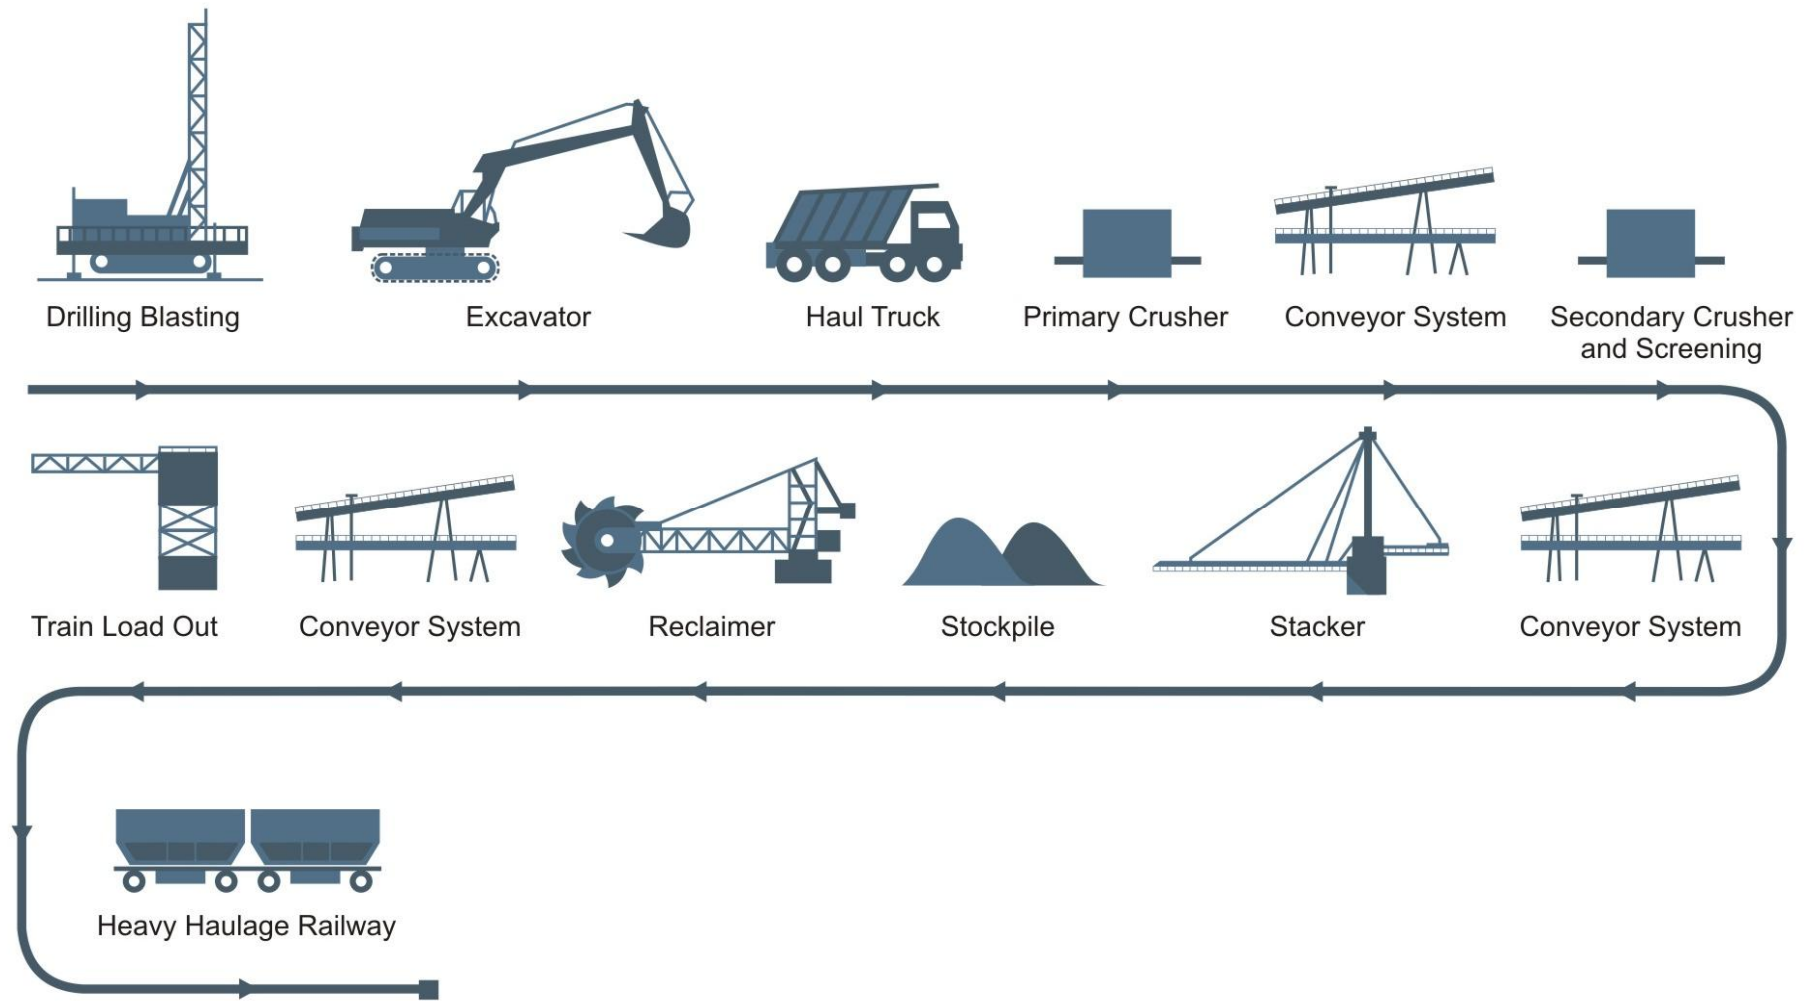 Drilling Blasting
Excavator
Haul Truck
Primary Crusher
Conveyor System
Secondary Crusher
and Screening
Train Load Out
Conveyor System
Reclaimer
Stockpile
Stacker
Conveyor System
Heavy Haulage Railway